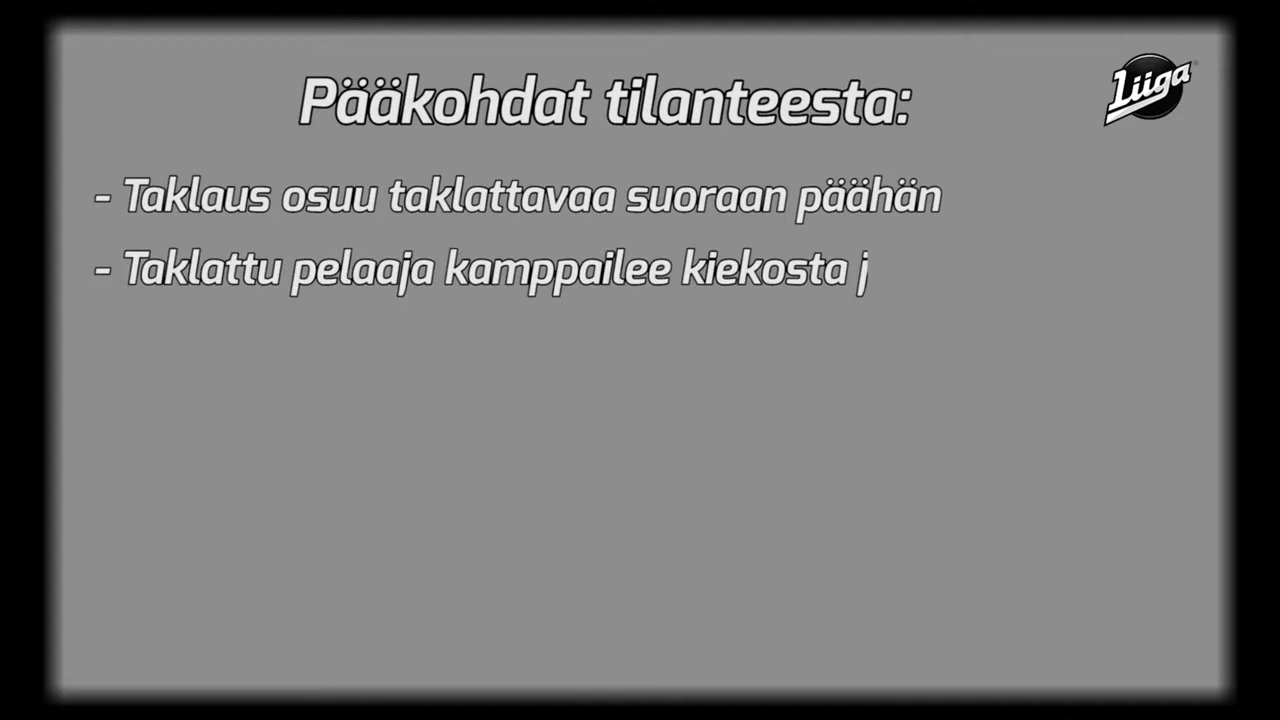 Pääkohdat tilanteesta:
Liiga
- Taklaus osuu taklattavaa suoraan päähän
- Taklattu pelaaja kamppailee kiekosta j